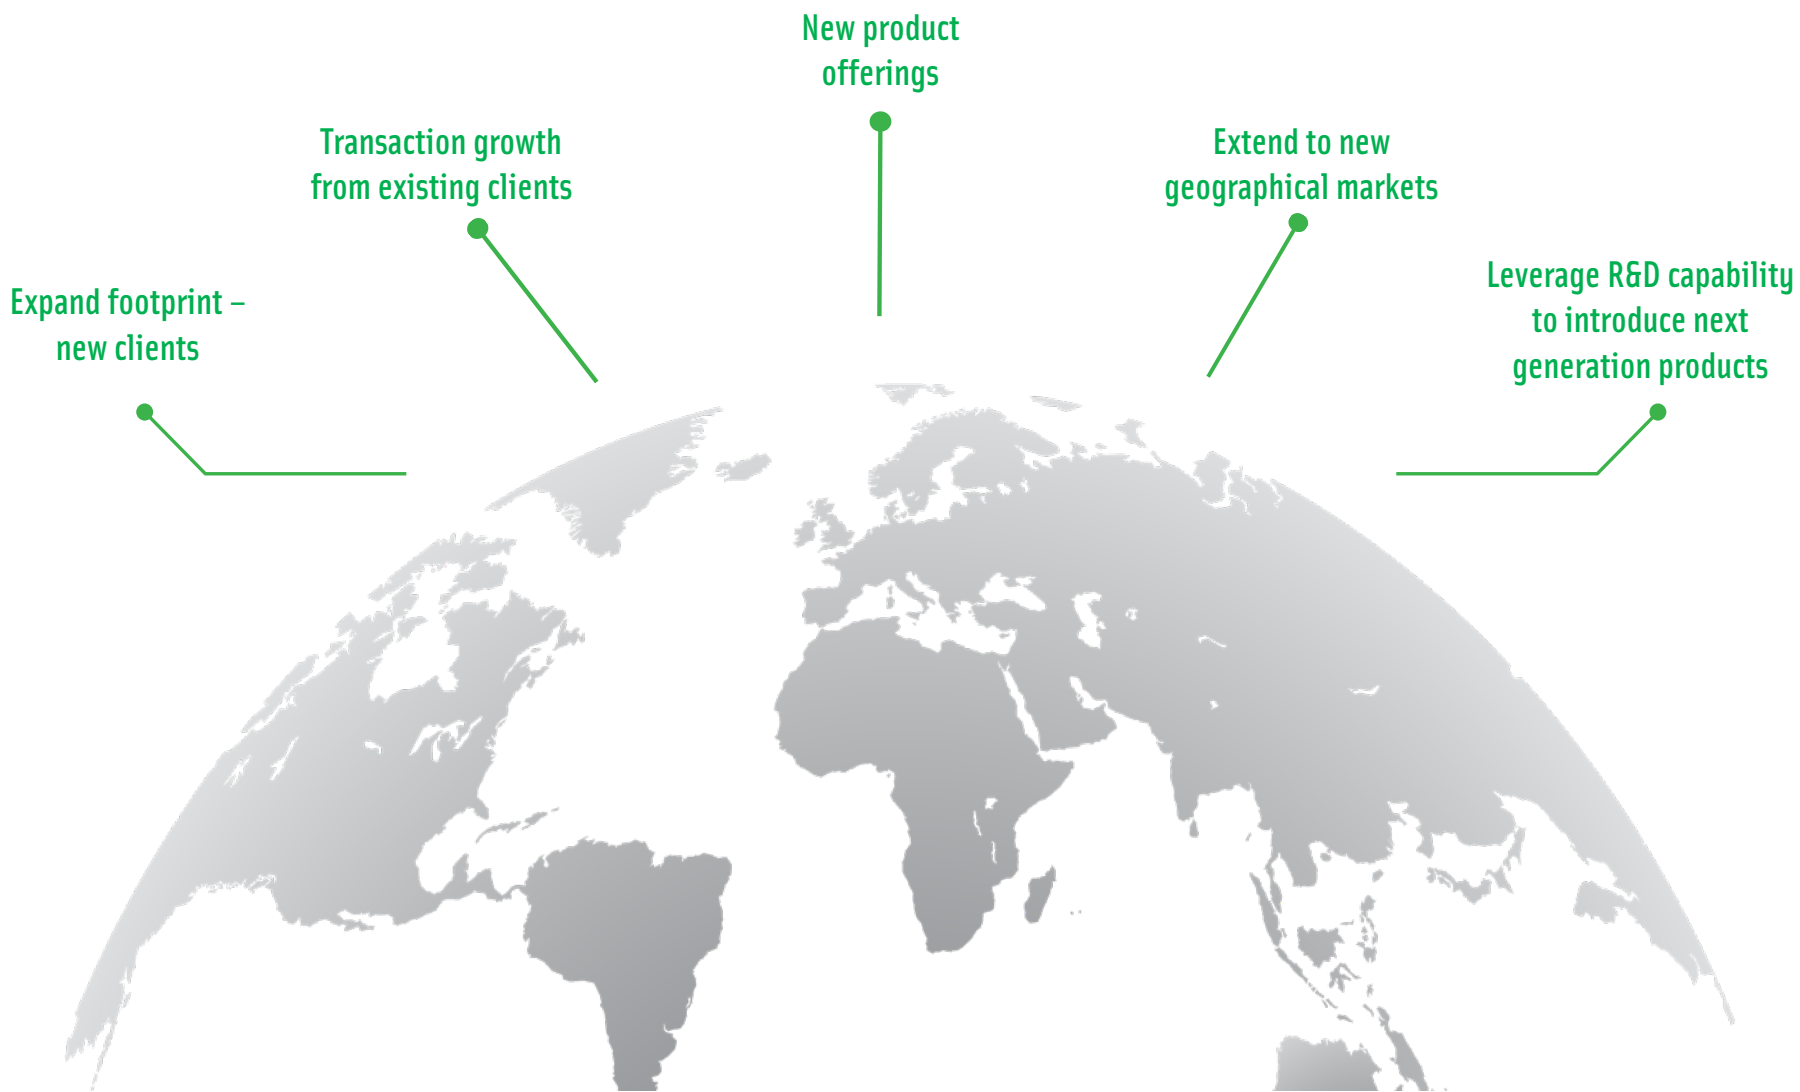 New product
offerings
Transaction growth
from existing clients
Extend to new
geographical markets
Expand footprint –
new clients
Leverage R&D capability
to introduce next
generation products